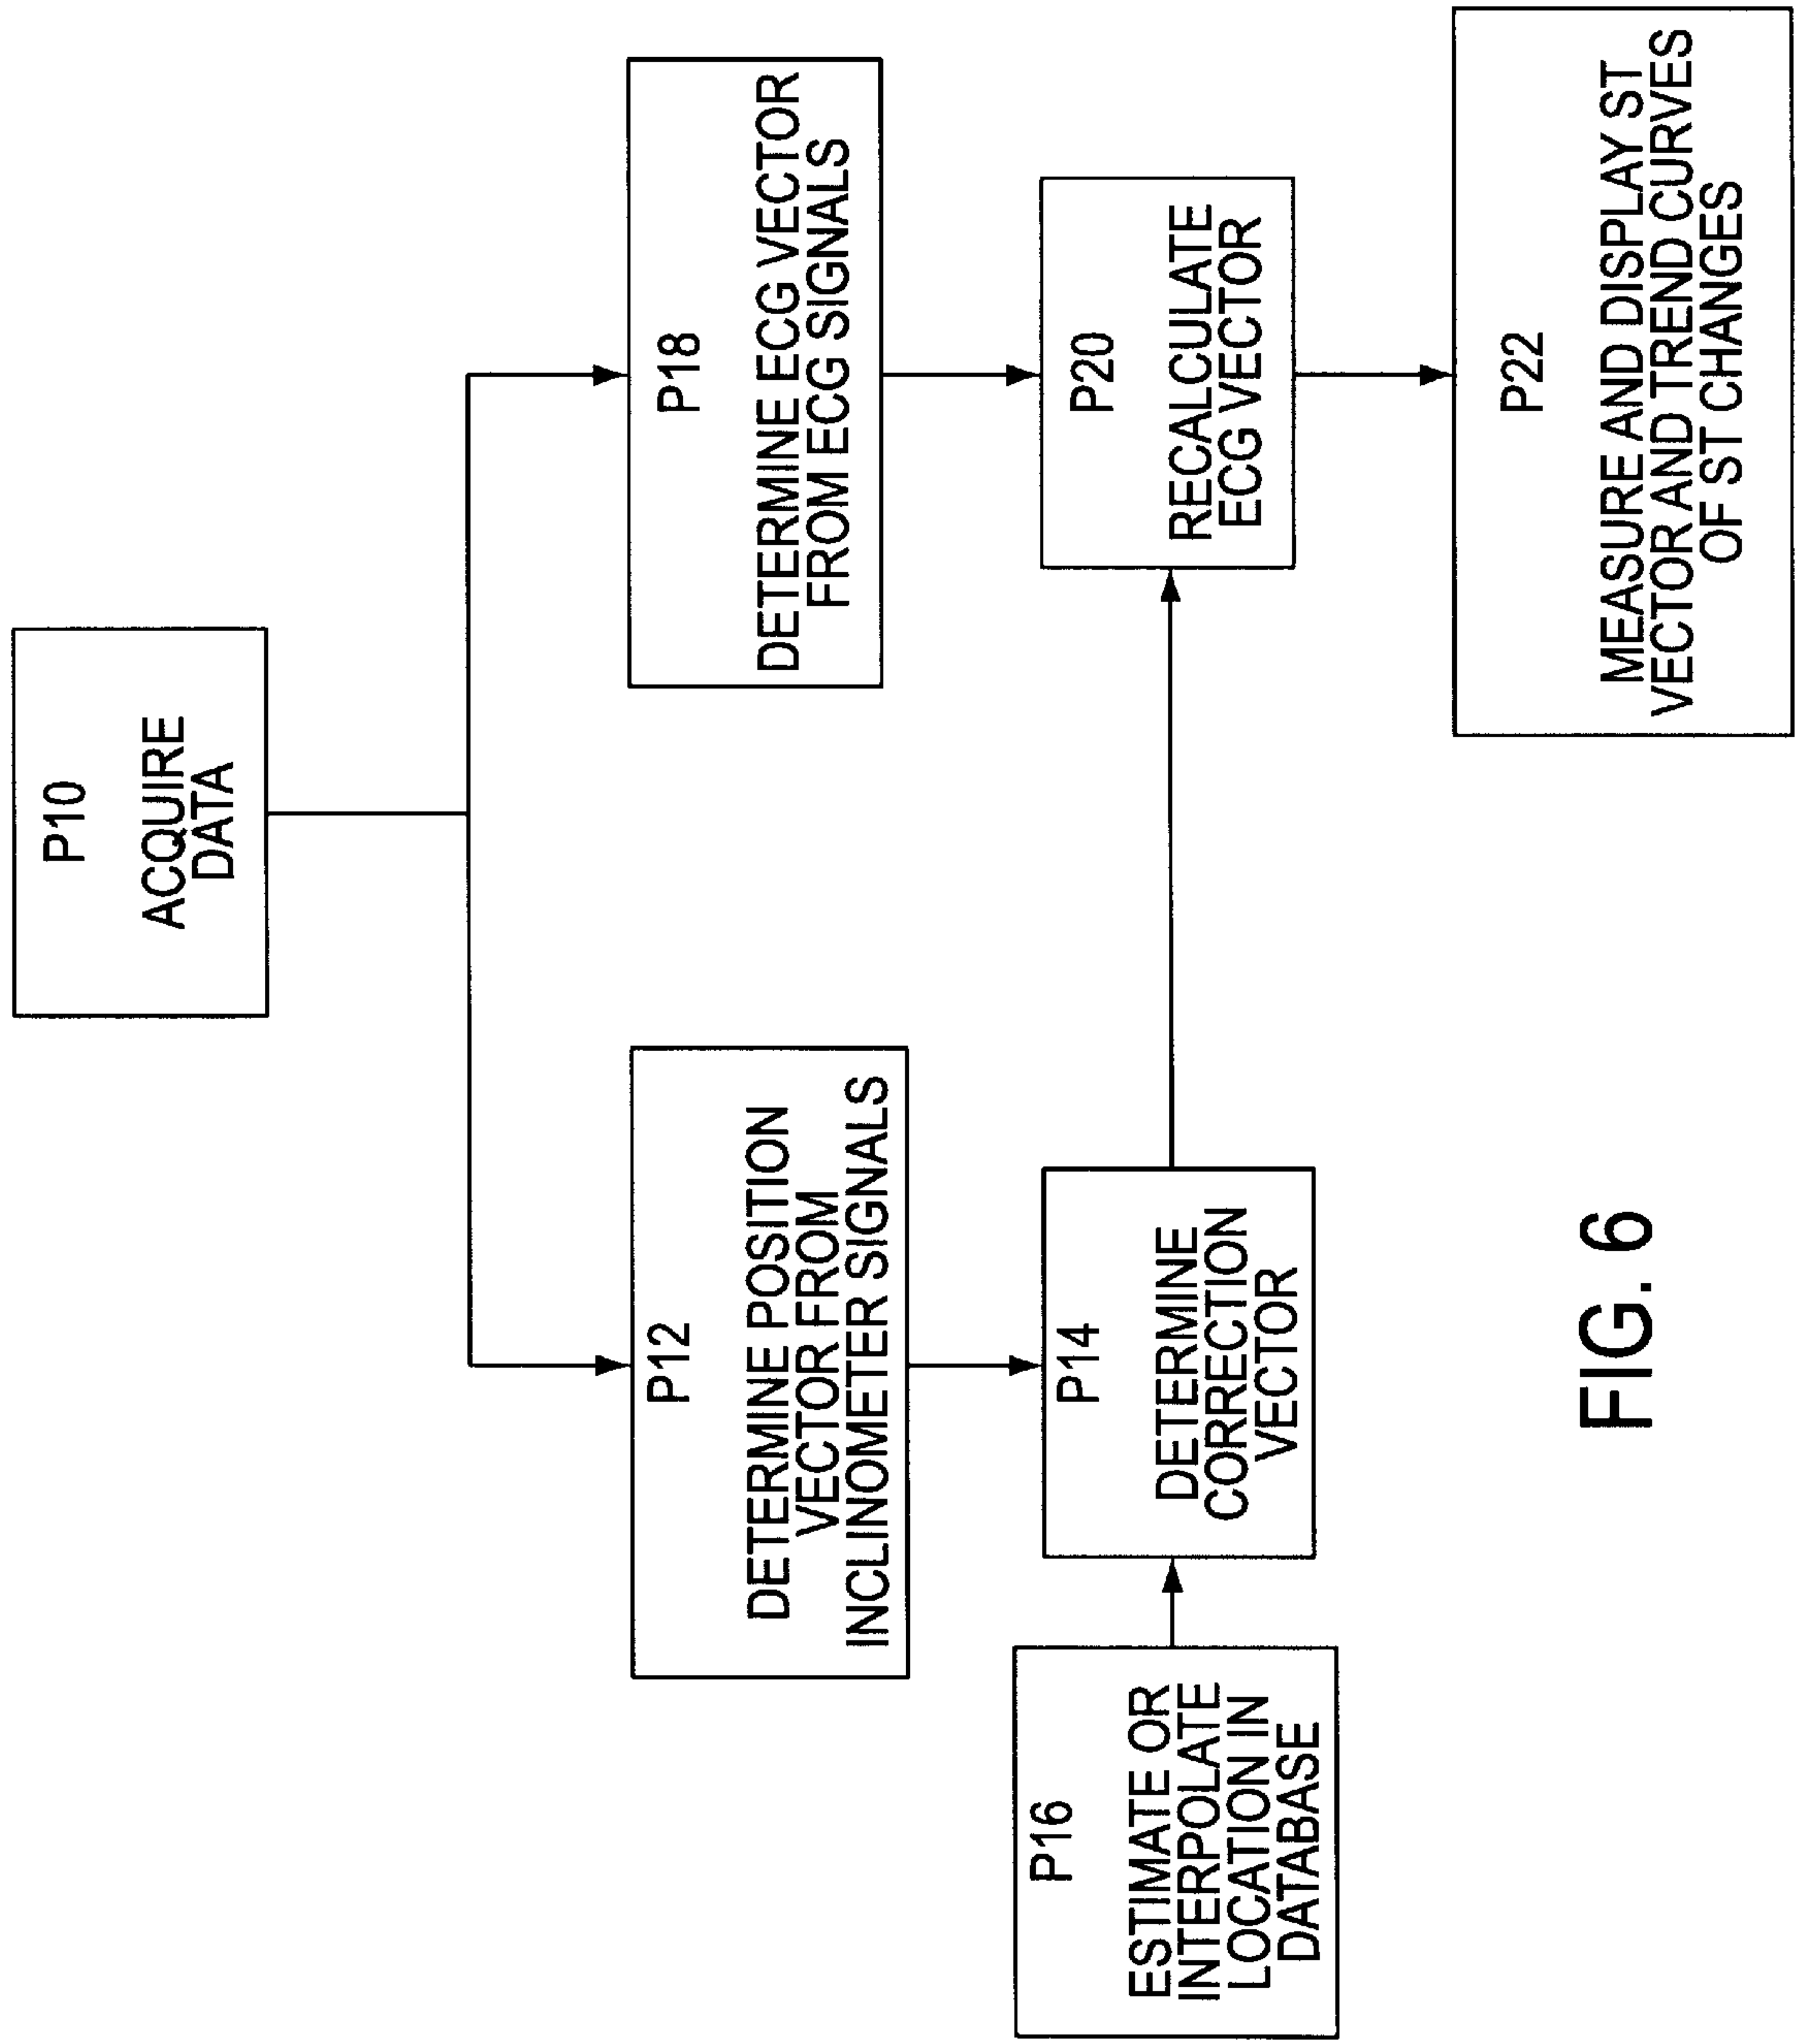 P10
ACQUIRE
DATA
P12
DETERMINE POSITION
VECTOR FROM
INCLINOMETER SIGNALS
P18
DETERMINE ECG VECTOR
FROM ECG SIGNALS
P16
ESTIMATE OR
INTERPOLATE
LOCATION IN
DATABASE
P14
DETERMINE
CORRECTION
VECTOR
P20
RECALCULATE
ECG VECTOR
P22
MEASURE AND DISPLAY ST
VECTOR AND TREND CURVES
OF ST CHANGES
FIG. 6